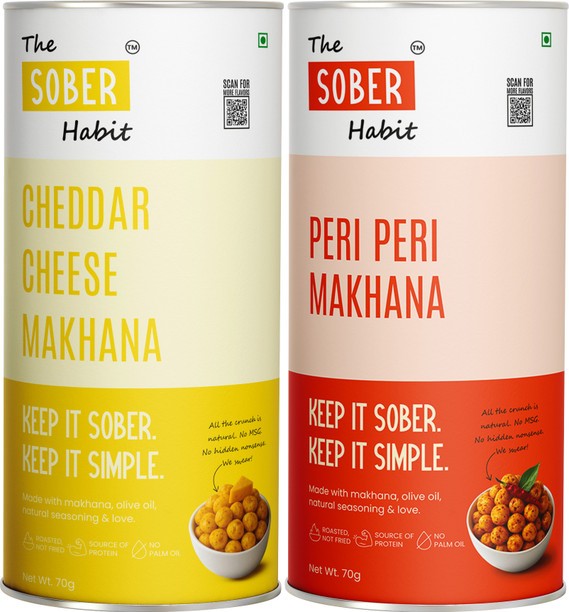 The
TM
SOBER
Habit
SCAN FOR
MORE FLAVORS
CHEDDAR
CHEESE
MAKHANA
KEEP IT SOBER.
KEEP IT SIMPLE.
All the crunch is
natural. No MSG
No hidden nonsense
We swear!
Made with makhana, olive oil,
natural seasoning & love.
ROASTED,
NOT FRIED
SOURCE OF
PROTEIN
NO
PALM OIL
Net Wt. 70g
The
TM
SOBER
Habit
SCAN FOR
MORE FLAVORS
PERI PERI
MAKHANA
KEEP IT SOBER.
KEEP IT SIMPLE.
All the crunch is
natural. No MSG
No hidden nonsense
We swear!
Made with makhana, olive oil,
natural seasoning & love.
ROASTED,
NOT FRIED
SOURCE OF
PROTEIN
NO
PALM OIL
Net Wt. 70g